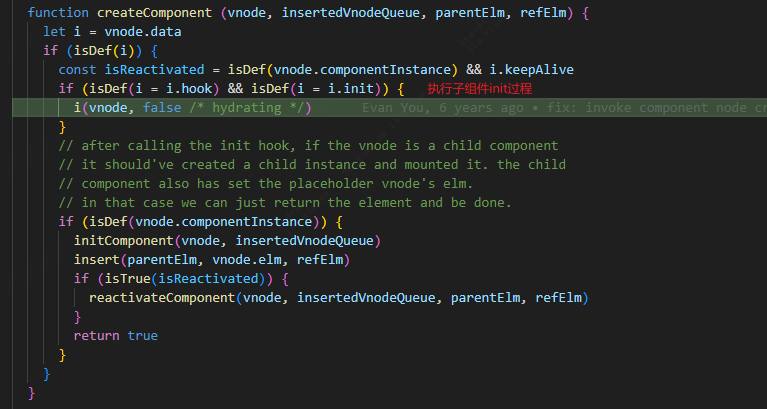 function createComponent (vnode, insertedVnodeQueue, parentElm, refElm) {
let i = vnode.data
if (isDef(i)) {
const isReactivated = isDef(vnode.componentInstance) && i.keepAlive
if (isDef(i = i.hook) && isDef(i = i.init)) { 执行子组件init过程
i(vnode, false /* hydrating */) Evan You, 6 years ago • fix: invoke component node cr
}
// after calling the init hook, if the vnode is a child component
// it should've created a child instance and mounted it. the child
// component also has set the placeholder vnode's elm.
// in that case we can just return the element and be done.
if (isDef(vnode.componentInstance)) {
initComponent(vnode, insertedVnodeQueue)
insert(parentElm, vnode.elm, refElm)
if (isTrue(isReactivated)) {
reactivateComponent(vnode, insertedVnodeQueue, parentElm, refElm)
}
return true
}
}
}